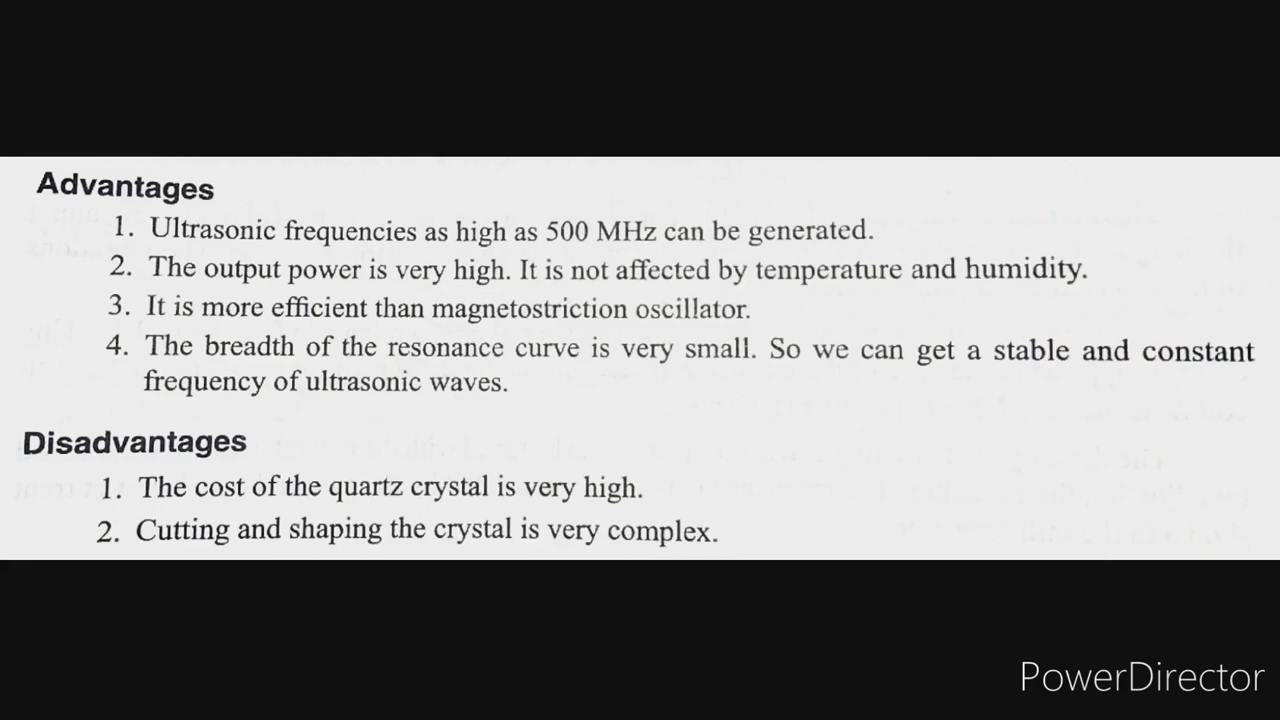 Advantages
1. Ultrasonic frequencies as high as 500 MHz can be generated.
2. The output power is very high. It is not affected by temperature and humidity.
3. It is more efficient than magnetostriction oscillator.
4. The breadth of the resonance curve is very small. So we can get a stable and constant
frequency of ultrasonic waves.
Disadvantages
1. The cost of the quartz crystal is very high.
2. Cutting and shaping the crystal is very complex.
PowerDirector